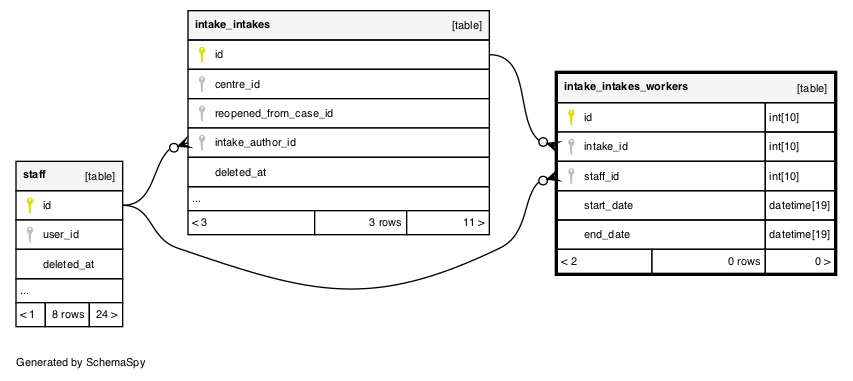 intake_intakes [table]
id
centre_id
reopened_from_case_id
intake_author_id
deleted_at
...
< 3 3 rows 11 >
intake_intakes_workers [table]
id int[10]
intake_id int[10]
staff_id int[10]
start_date datetime[19]
end_date datetime[19]
< 2 0 rows 0 >
staff [table]
id
user_id
deleted_at
...
< 1 8 rows 24 >
Generated by SchemaSpy